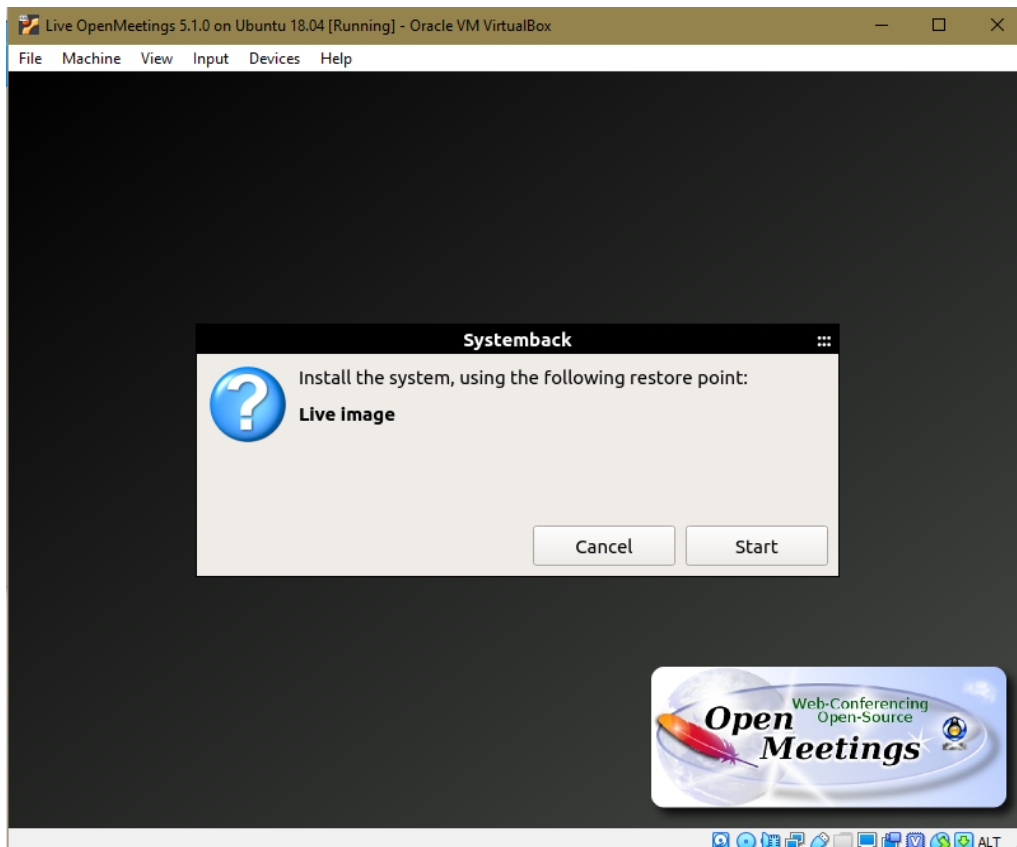 Live OpenMeetings 5.1.0 on Ubuntu 18.04 [Running] - Oracle VM VirtualBox
File Machine View Input Devices Help
Systemback
Install the system, using the following restore point:
Live image
Cancel Start
Web-Conferencing
Open Open-Source
Meetings
ALT